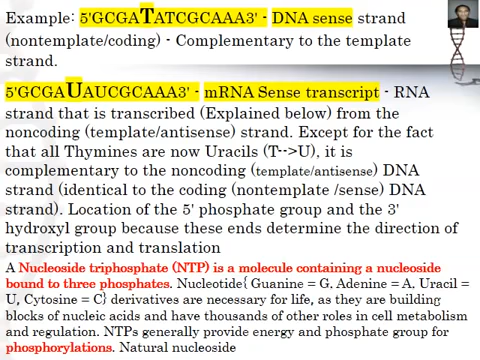 Example: 5'GCGATATCGCAAA3' - DNA sense strand
(nontemplate/coding) - Complementary to the template
strand.
5'GCGAUAUCGCAAA3' - mRNA Sense transcript - RNA
strand that is transcribed (Explained below) from the
noncoding (template/antisense) strand. Except for the fact
that all Thymines are now Uracils (T-->U), it is
complementary to the noncoding (template/antisense) DNA
strand (identical to the coding (nontemplate /sense) DNA
strand). Location of the 5' phosphate group and the 3'
hydroxyl group because these ends determine the direction of
transcription and translation
A Nucleoside triphosphate (NTP) is a molecule containing a nucleoside
bound to three phosphates. Nucleotide{ Guanine = G. Adenine = A. Uracil =
U, Cytosine = C} derivatives are necessary for life, as they are building
blocks of nucleic acids and have thousands of other roles in cell metabolism
and regulation. NTPs generally provide energy and phosphate group for
phosphorylations. Natural nucleoside